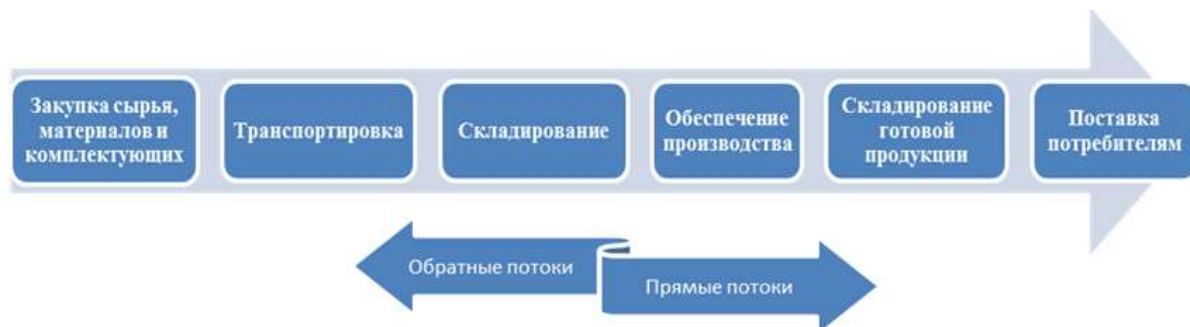 Закупка сырья,
материалов и
комплектующих
Транспортировка
Складирование
Обеспечение
производства
Складирование
готовой
продукции
Поставка
потребителям
Обратные потоки
Прямые потоки